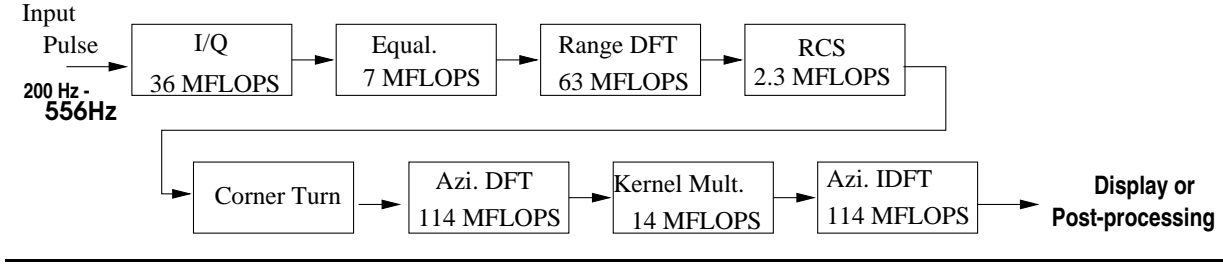 Input
Pulse
200 Hz -
556Hz
I/Q
36 MFLOPS
Equal.
7 MFLOPS
Range DFT
63 MFLOPS
RCS
2.3 MFLOPS
Corner Turn
Azi. DFT
114 MFLOPS
Kernel Mult.
14 MFLOPS
Azi. IDFT
114 MFLOPS
Display or
Post-processing